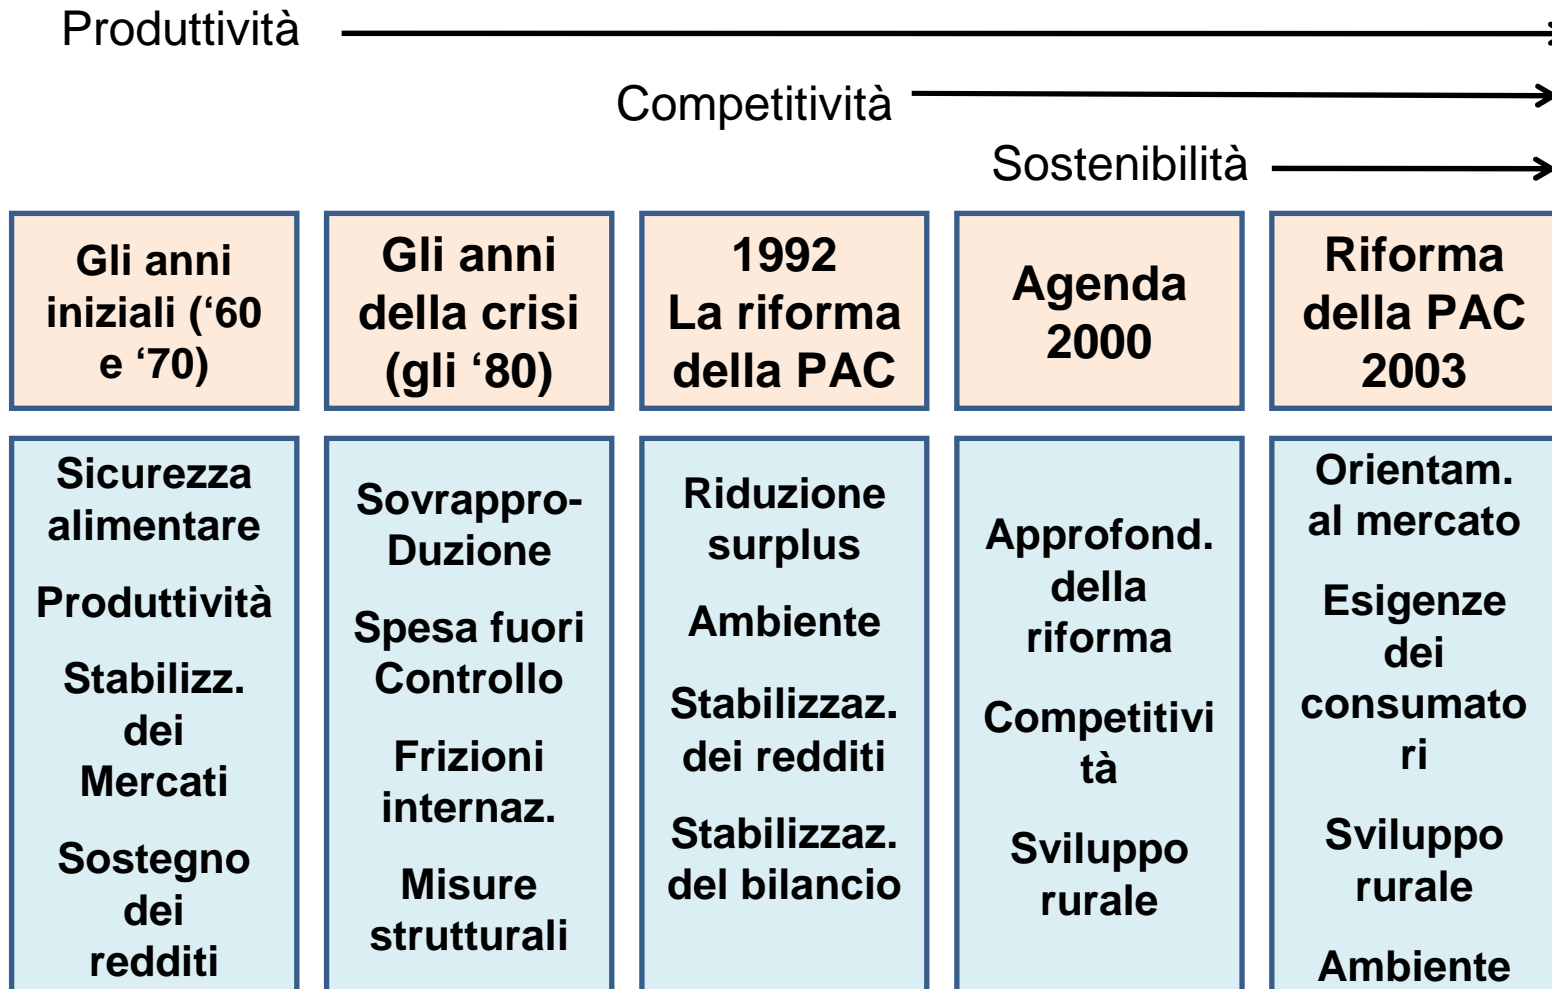 Produttività
Competitività
Sostenibilità
Gli anni
iniziali (‘60
e ‘70)
Gli anni
della crisi
(gli ‘80)
1992
La riforma
della PAC
Agenda
2000
Riforma
della PAC
2003
Sicurezza
alimentare
Produttività
Stabilizz.
dei
Mercati
Sostegno
dei
redditi
Sovrappro-
Duzione
Spesa fuori
Controllo
Frizioni
internaz.
Misure
strutturali
Riduzione
surplus
Ambiente
Stabilizzaz.
dei redditi
Stabilizzaz.
del bilancio
Approfond.
della
riforma
Competitivi
tà
Sviluppo
rurale
Orientam.
al mercato
Esigenze
dei
consumato
ri
Sviluppo
rurale
Ambiente